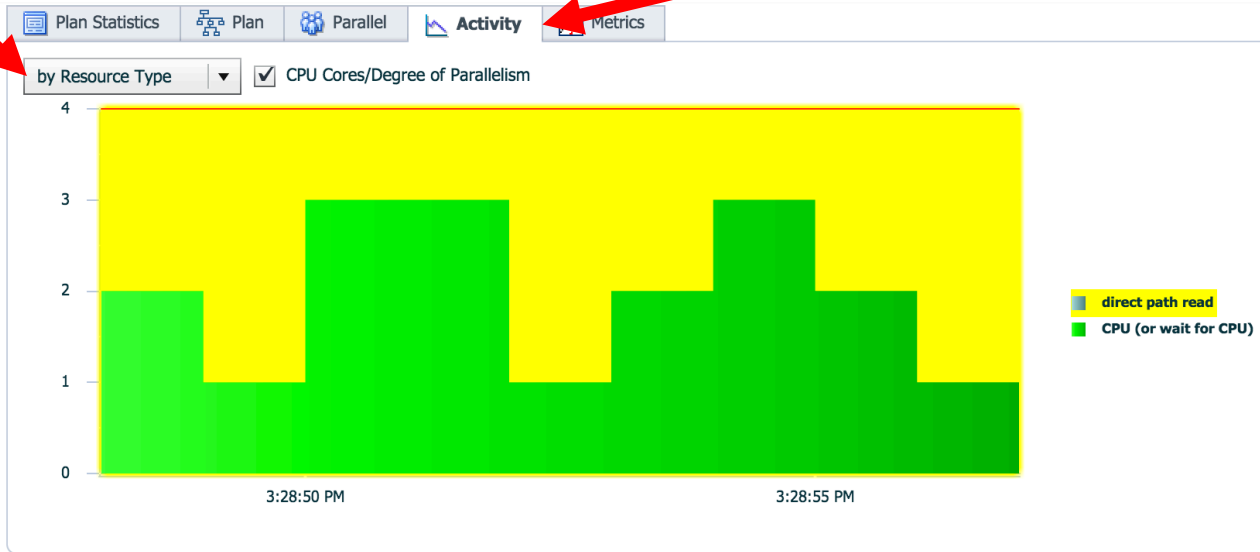 Plan Statistics
Plan
Parallel
Activity
Metrics
by Resource Type
CPU Cores/Degree of Parallelism
4
3
2
1
0
3:28:50 PM
3:28:55 PM
direct path read
CPU (or wait for CPU)